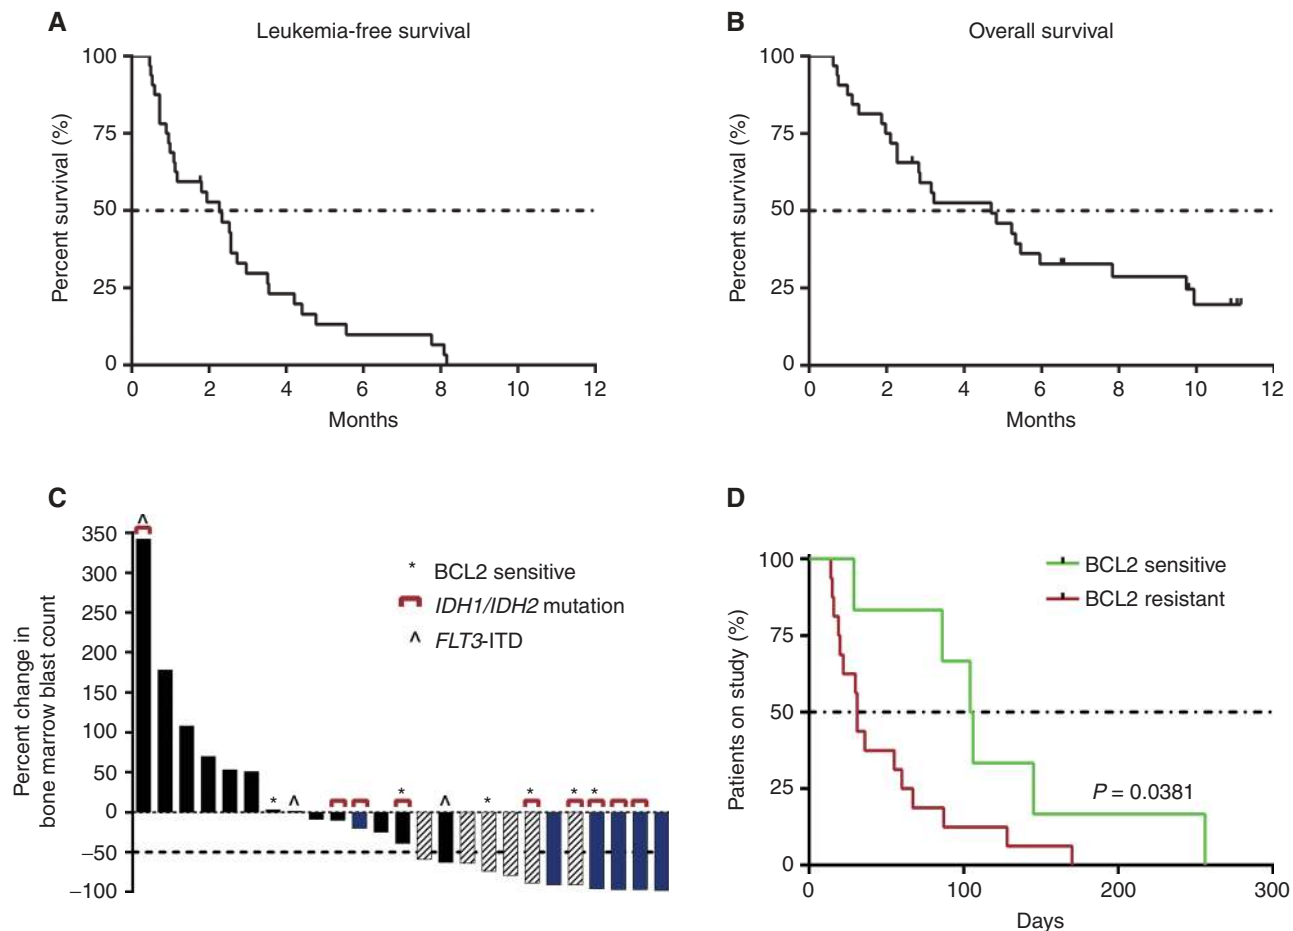 A
Leukemia-free survival
Percent survival (%)
100
75
50
25
0
0 2 4 6 8 10 12
Months
B
Overall survival
Percent survival (%)
100
75
50
25
0
0 2 4 6 8 10 12
Months
C
Percent change in
bone marrow blast count
350
300
250
200
150
100
50
0
−50
−100
^
* BCL2 sensitive
IDH1/IDH2 mutation
^ FLT3-ITD
* ^ * ^ * * * *
D
Patients on study (%)
100
75
50
25
0
BCL2 sensitive
BCL2 resistant
P = 0.0381
0 100 200 300
Days